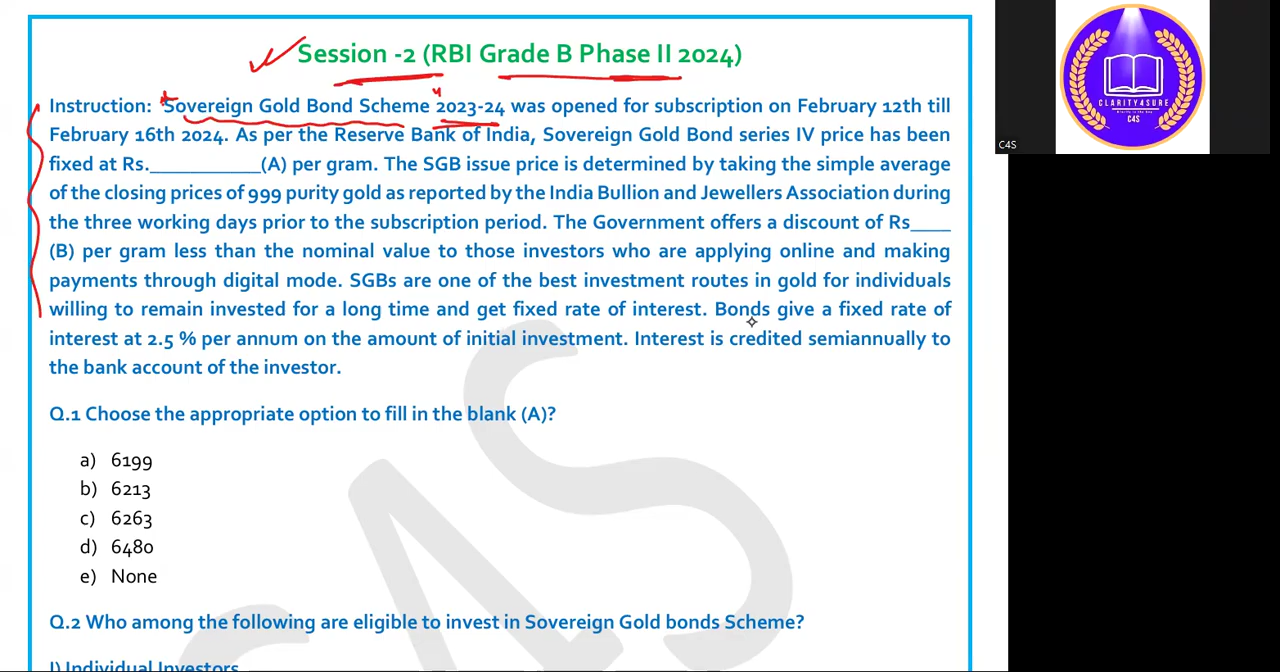 Session -2 (RBI Grade B Phase II 2024)
Instruction: Sovereign Gold Bond Scheme 2023-24 was opened for subscription on February 12th till
February 16th 2024. As per the Reserve Bank of India, Sovereign Gold Bond series IV price has been
fixed at Rs.___________(A) per gram. The SGB issue price is determined by taking the simple average
of the closing prices of 999 purity gold as reported by the India Bullion and Jewellers Association during
the three working days prior to the subscription period. The Government offers a discount of Rs____
(B) per gram less than the nominal value to those investors who are applying online and making
payments through digital mode. SGBs are one of the best investment routes in gold for individuals
willing to remain invested for a long time and get fixed rate of interest. Bonds give a fixed rate of
interest at 2.5 % per annum on the amount of initial investment. Interest is credited semiannually to
the bank account of the investor.
Q.1 Choose the appropriate option to fill in the blank (A)?
a) 6199
b) 6213
c) 6263
d) 6480
e) None
Q.2 Who among the following are eligible to invest in Sovereign Gold bonds Scheme?
I) Individual Investors
CLARITY4SURE
C4S
C4S
C4S